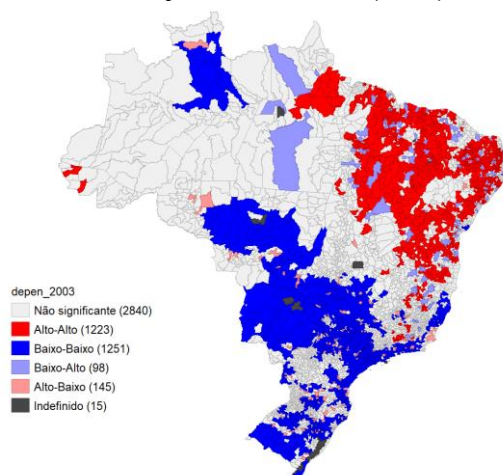 depen_2003
Não significante (2840)
Alto-Alto (1223)
Baixo-Baixo (1251)
Baixo-Alto (98)
Alto-Baixo (145)
Indefinido (15)